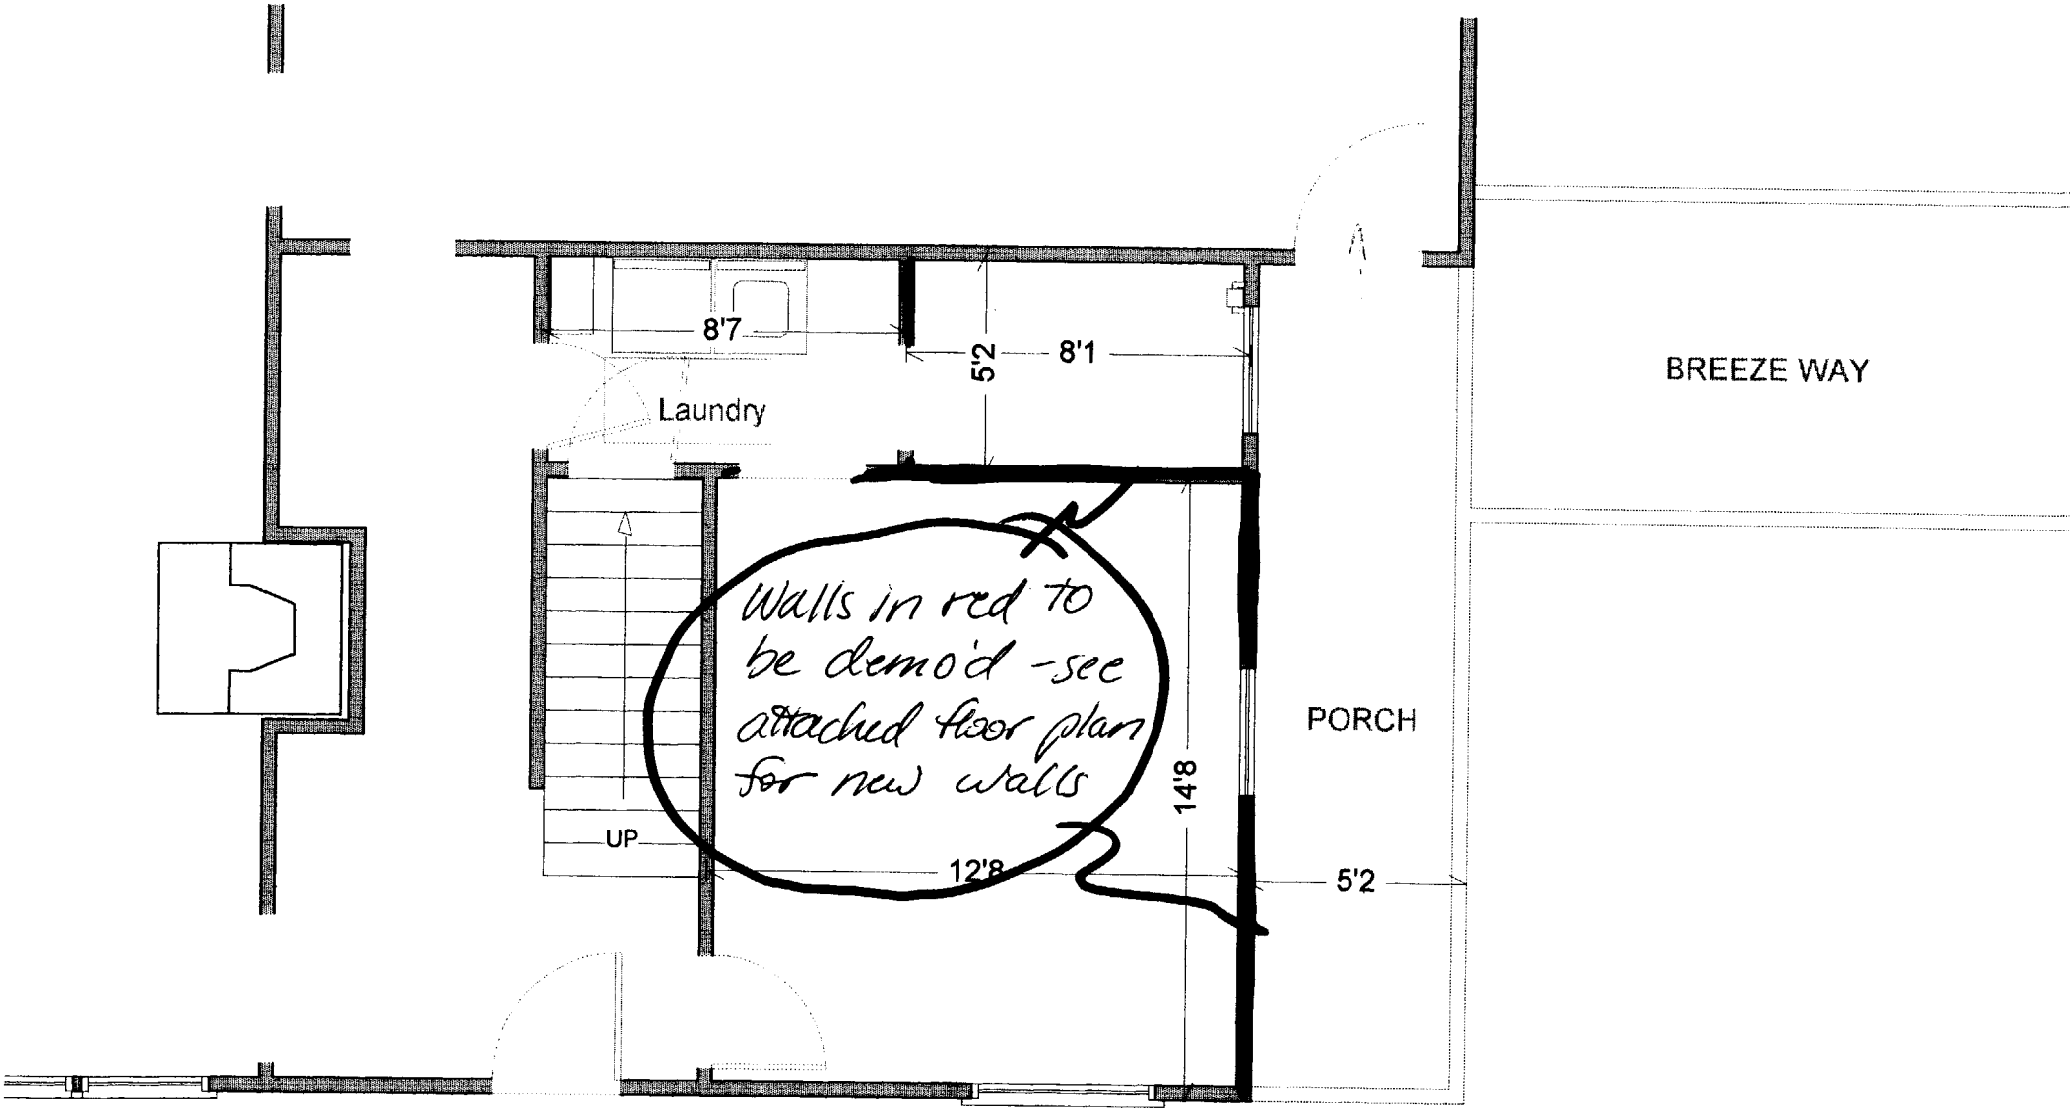 8'7
5'2
8'1
BREEZE WAY
Laundry
Walls in red to
be demo'd - see
attached floor plan
for new walls
PORCH
14'8
UP
12'8
5'2